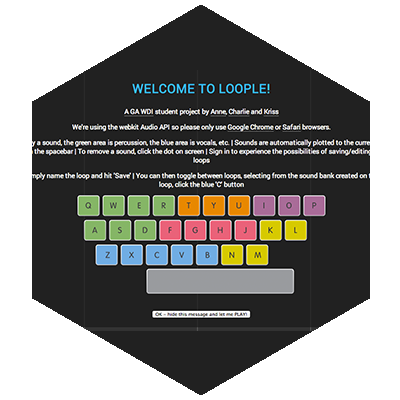 WELCOME TO LOOPLE!
A GA WDI student project by Anne, Charlie and Kriss
We're using the webkit Audio API so please only use Google Chrome or Safari browsers.
y a sound, the green area is percussion, the blue area is vocals, etc. | Sounds are automatically plotted to the curre
n the spacebar | To remove a sound, click the dot on screen | Sign in to experience the possibilities of saving/editing
loops
mply name the loop and hit 'Save' | You can then toggle between loops, selecting from the sound bank created on t
loop, click the blue 'C' button
Q W E R T Y U I O P
A S D F G H J K L
Z X C V B N M
OK - hide this message and let me PLAY!